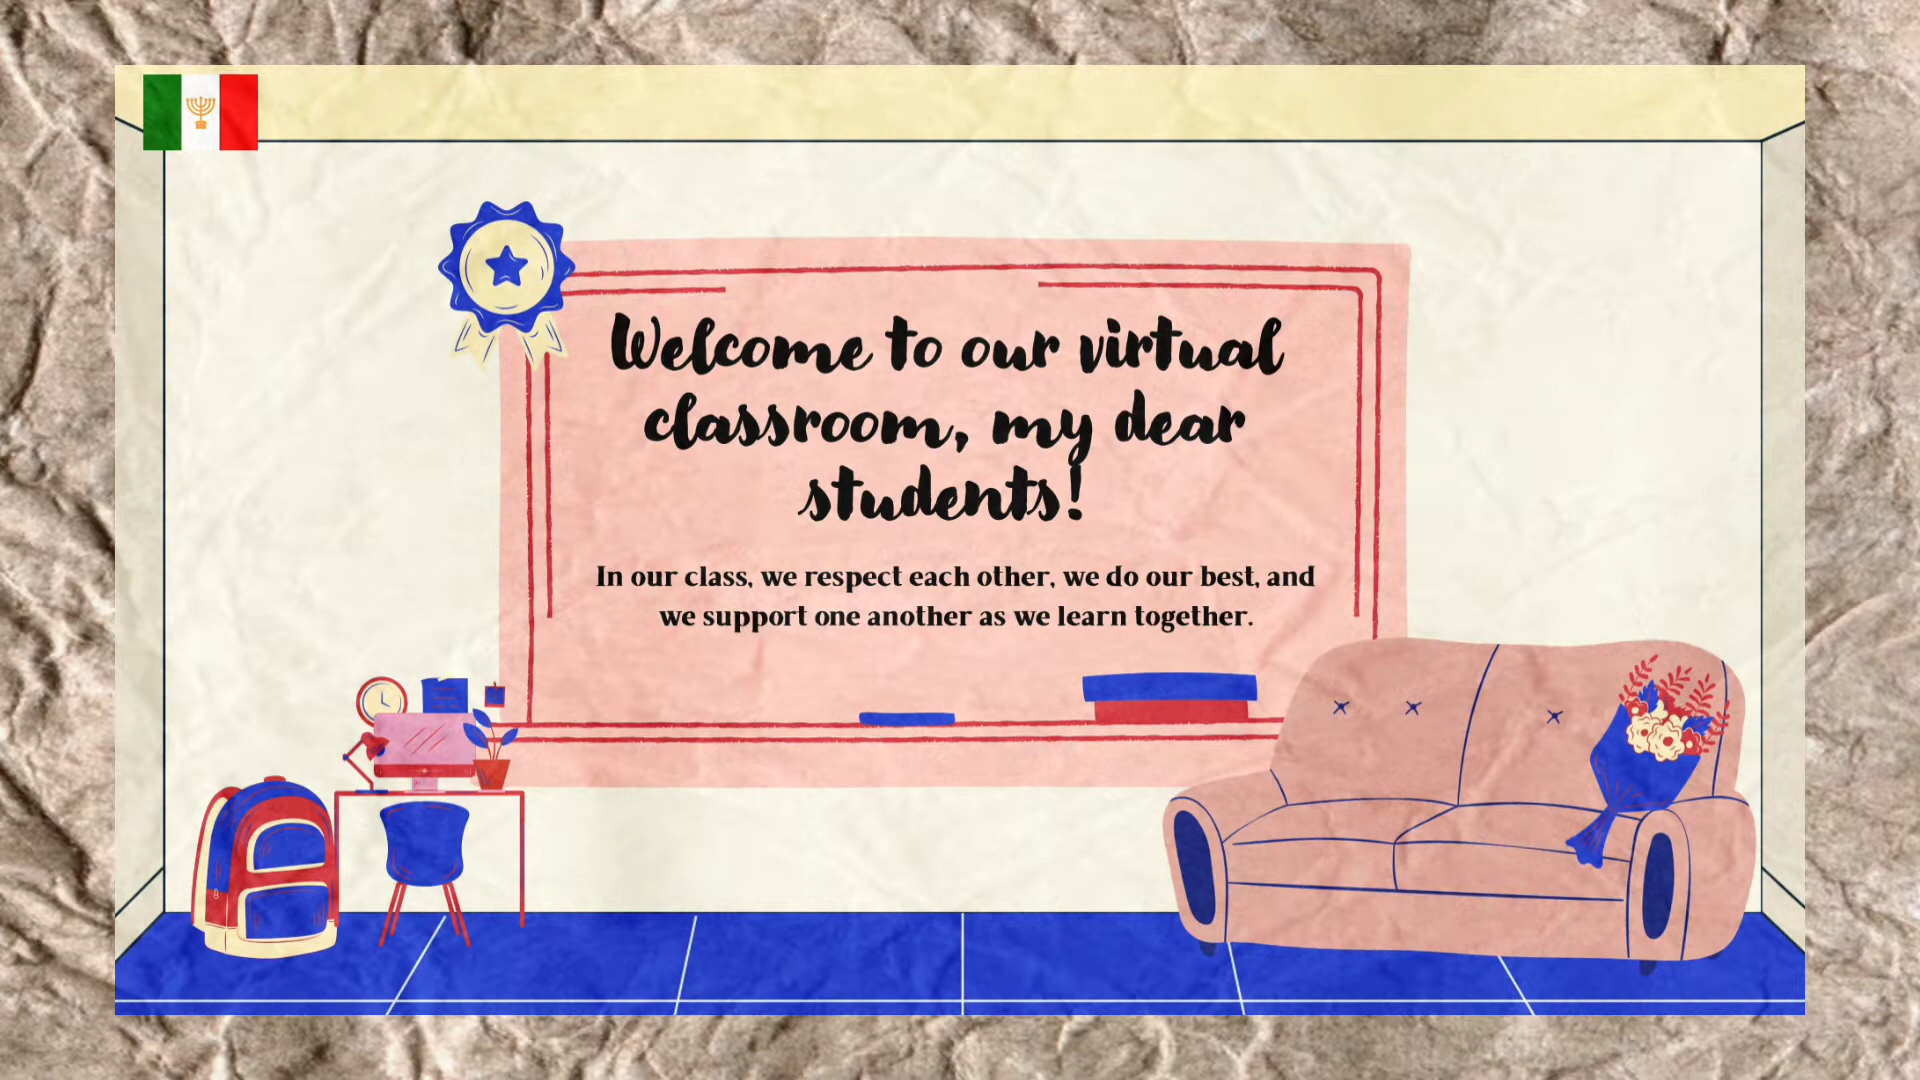 Welcome to our virtual
classroom, my dear
students!
In our class, we respect each other, we do our best, and
we support one another as we learn together.